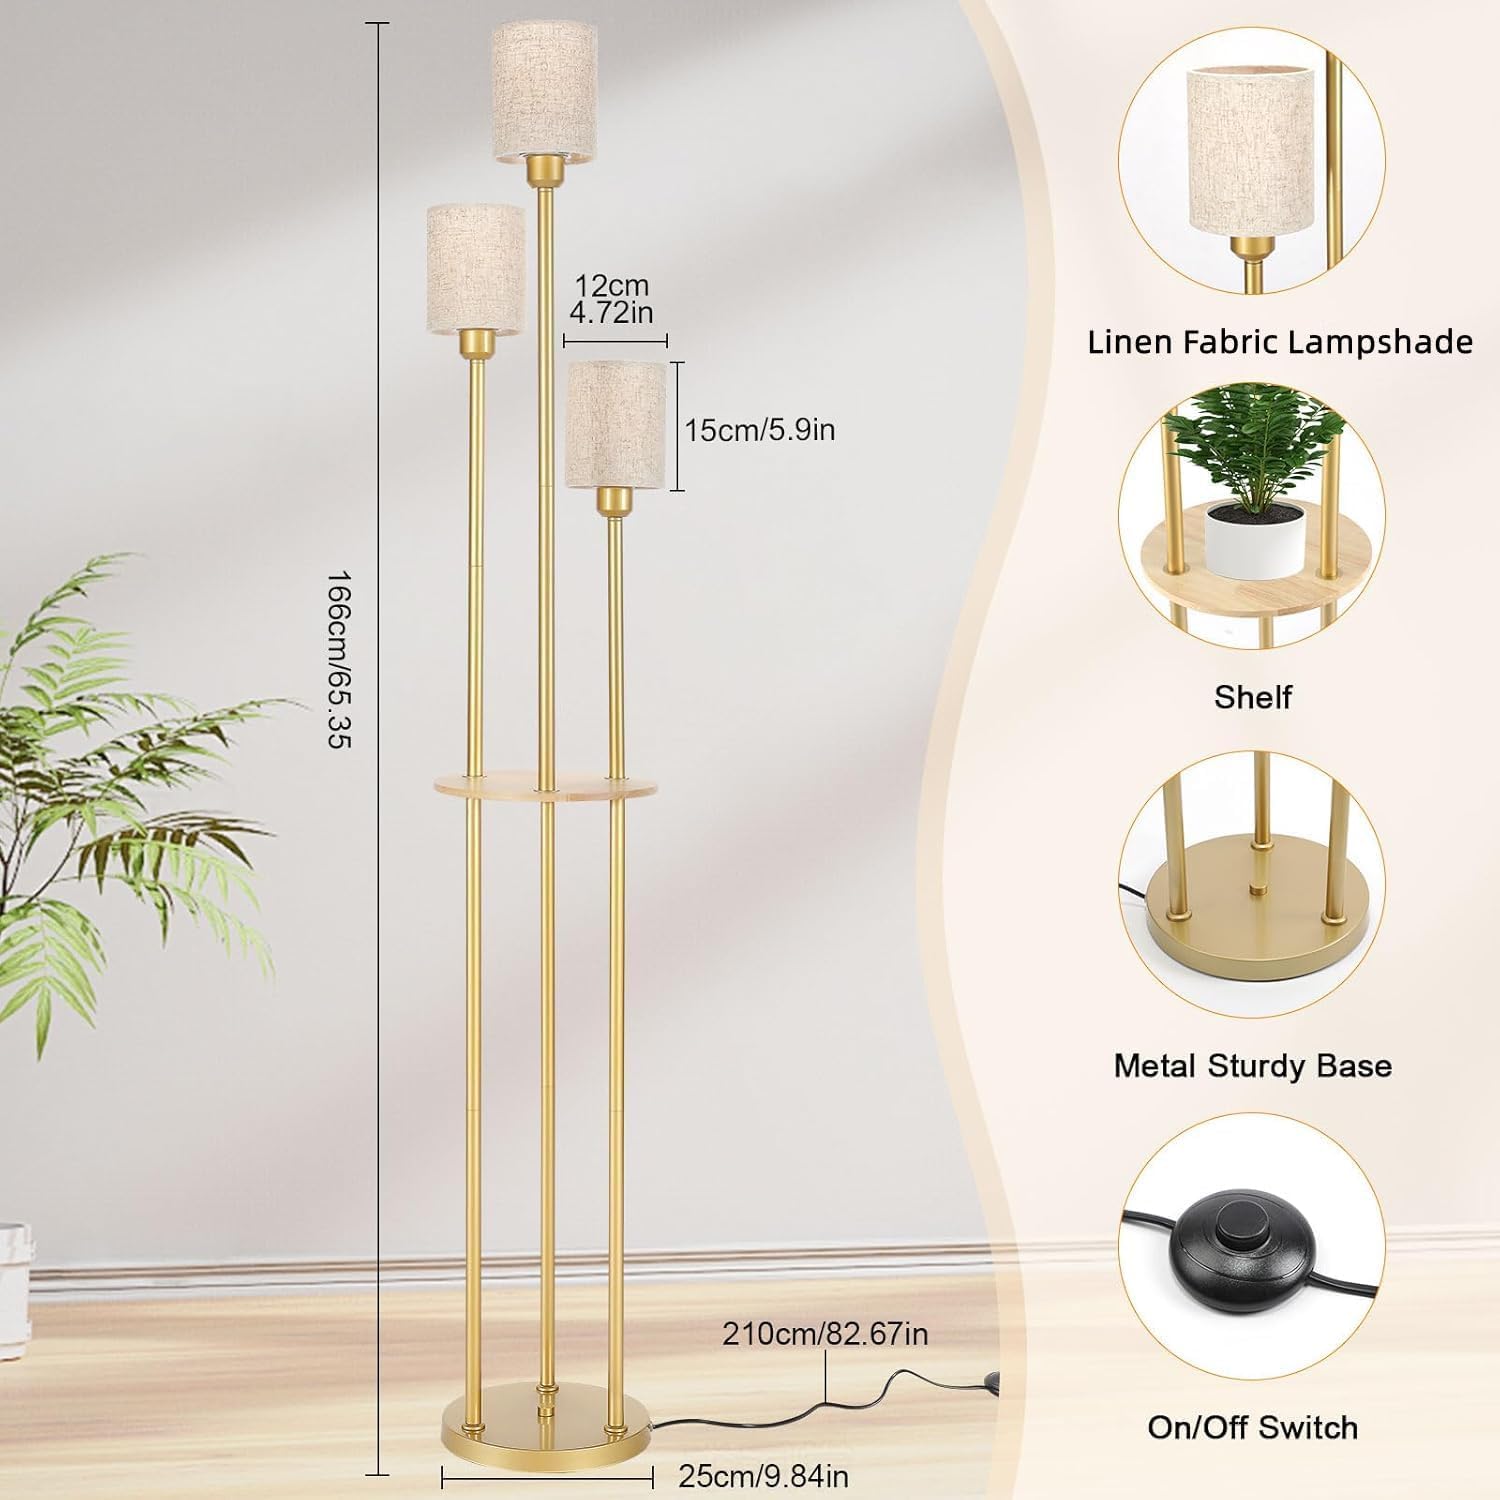 12cm
4.72in
15cm/5.9in
166cm/65.35
210cm/82.67in
25cm/9.84in
Linen Fabric Lampshade
Shelf
Metal Sturdy Base
On/Off Switch